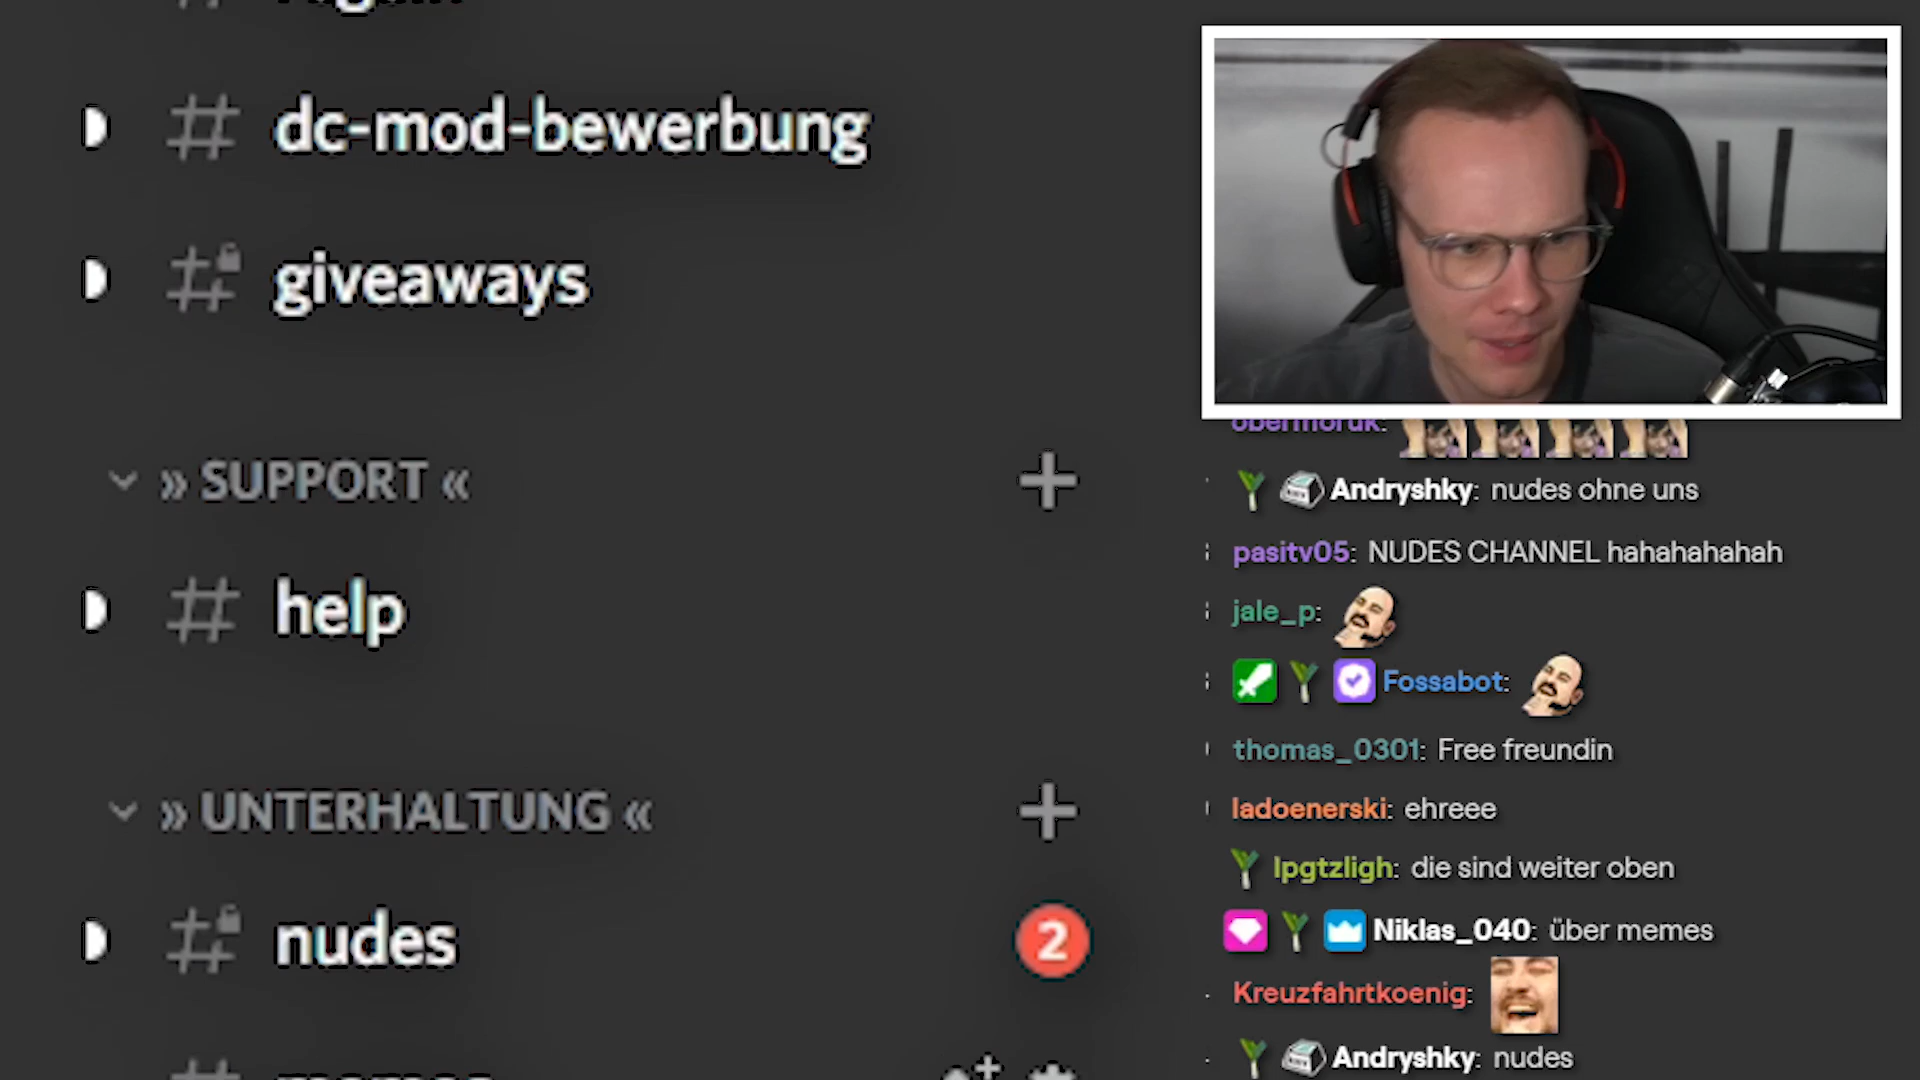 dc-mod-bewerbung
giveaways
» SUPPORT «
help
» UNTERHALTUNG «
nudes
2
obermoruk:
Andryshky: nudes ohne uns
pasitv05: NUDES CHANNEL hahahahahah
jale_p:
Fossabot:
thomas_0301: Free freundin
ladoenerski: ehreee
lpgtzligh: die sind weiter oben
Niklas_040: über memes
Kreuzfahrtkoenig:
Andryshky: nudes